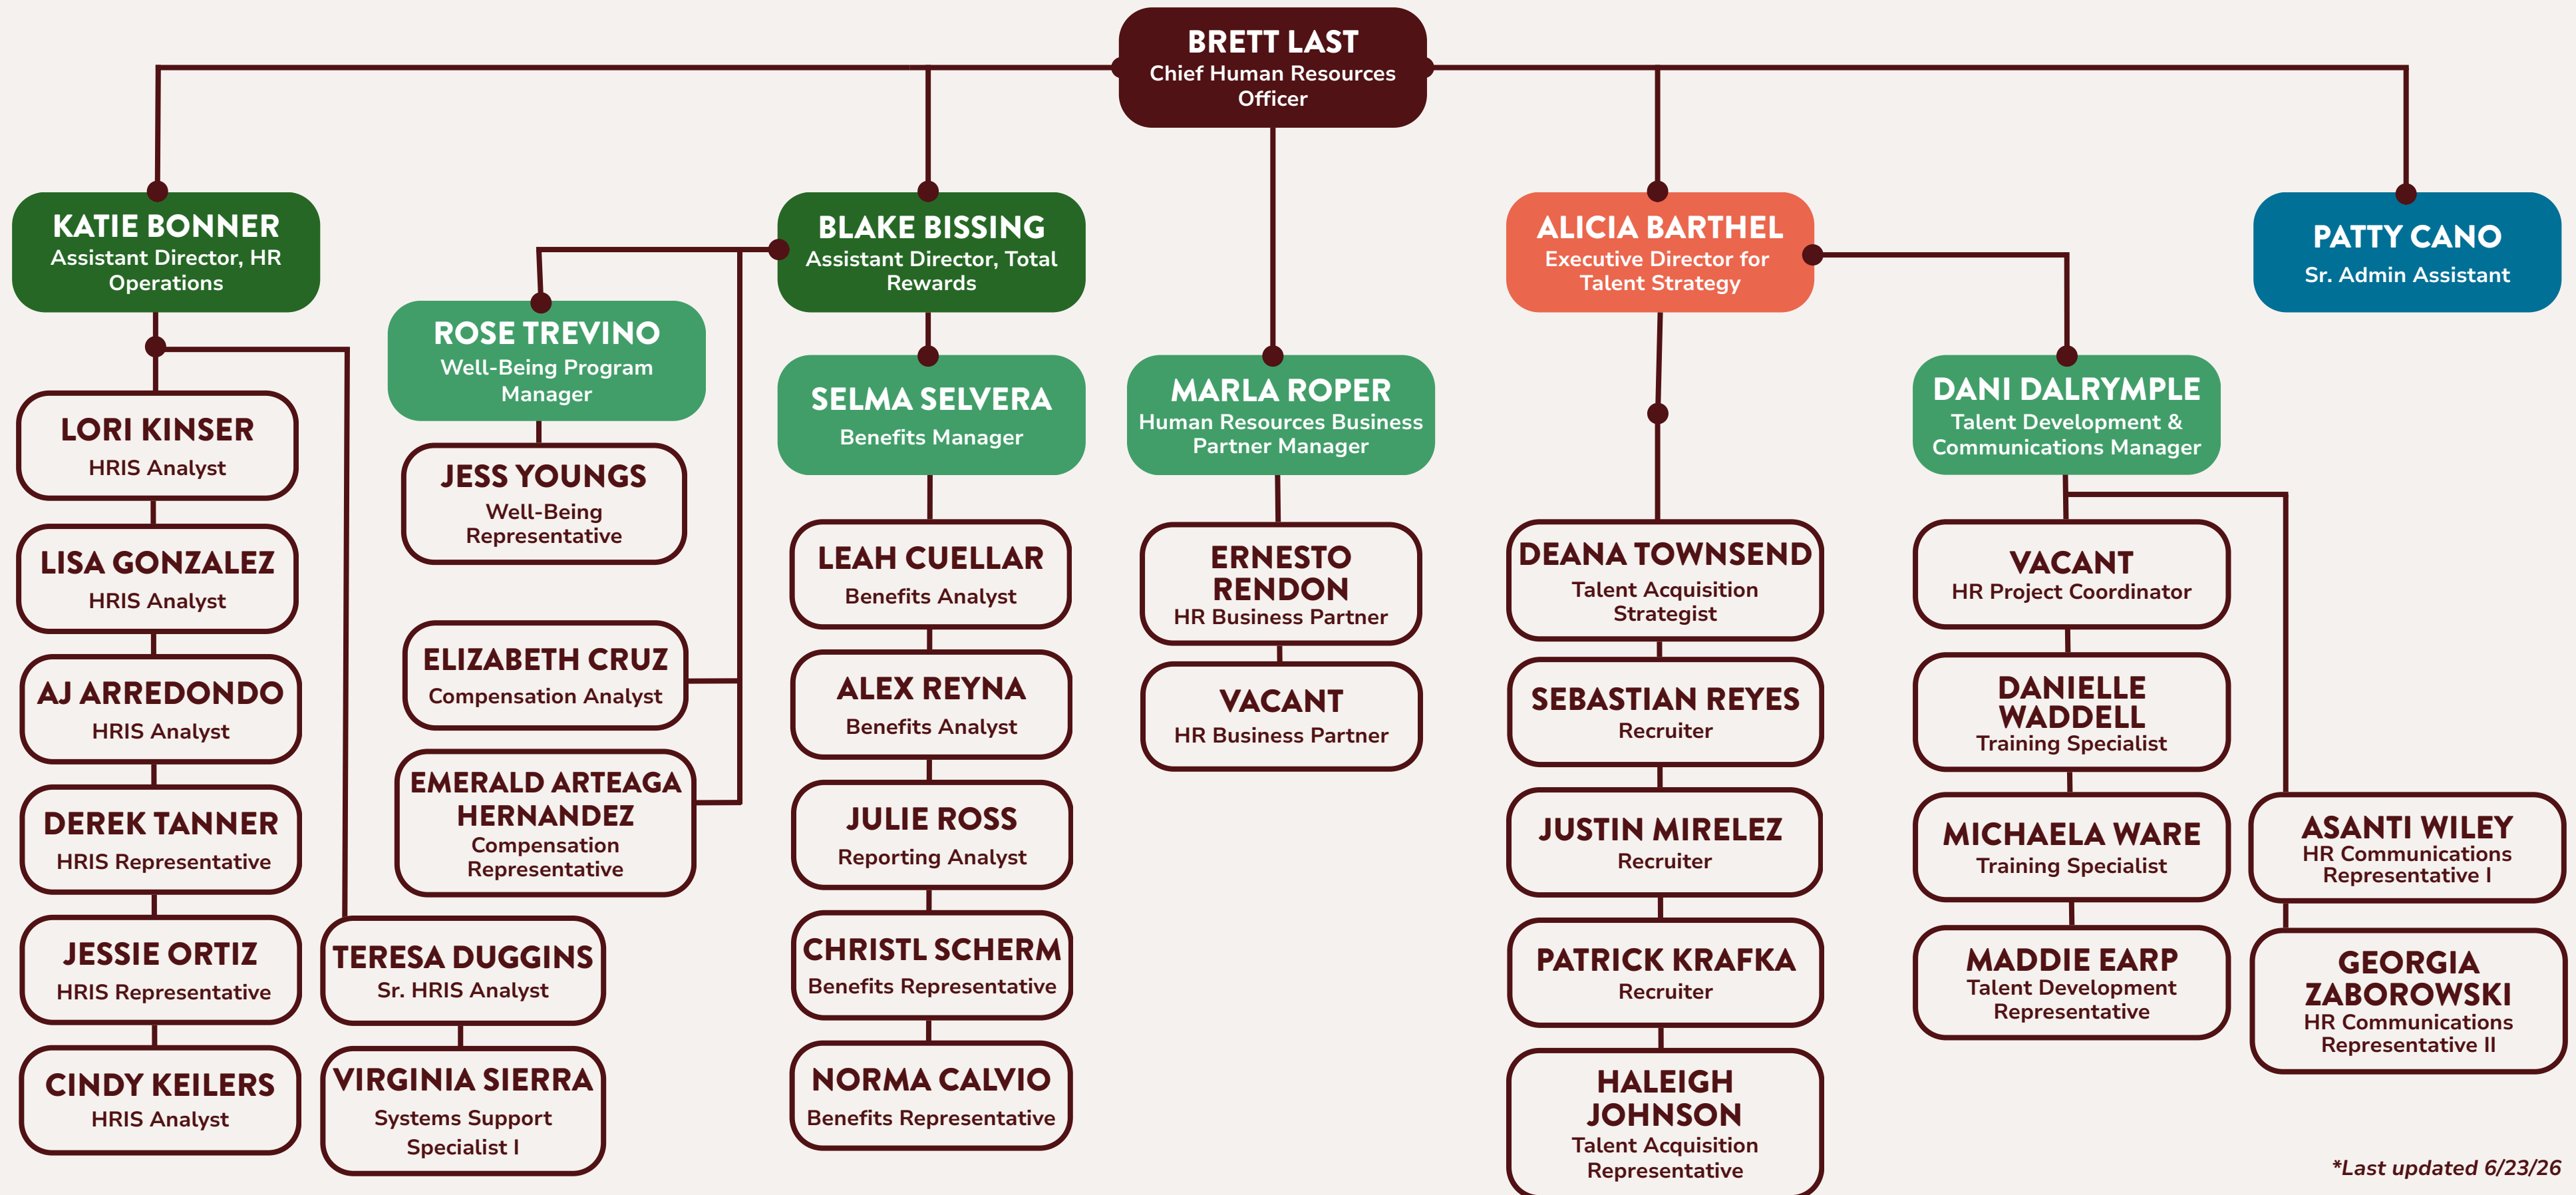 BRETT LAST
Chief Human Resources
Officer
KATIE BONNER
Assistant Director, HR
Operations
BLAKE BISSING
Assistant Director, Total
Rewards
ALICIA BARTHEL
Executive Director for
Talent Strategy
PATTY CANO
Sr. Admin Assistant
ROSE TREVINO
Well-Being Program
Manager
SELMA SELVERA
Benefits Manager
MARLA ROPER
Human Resources Business
Partner Manager
DANI DALRYMPLE
Talent Development &
Communications Manager
LORI KINSER
HRIS Analyst
LISA GONZALEZ
HRIS Analyst
AJ ARREDONDO
HRIS Analyst
DEREK TANNER
HRIS Representative
JESSIE ORTIZ
HRIS Representative
CINDY KEILERS
HRIS Analyst
TERESA DUGGINS
Sr. HRIS Analyst
VIRGINIA SIERRA
Systems Support
Specialist I
JESS YOUNGS
Well-Being
Representative
ELIZABETH CRUZ
Compensation Analyst
EMERALD ARTEAGA
HERNANDEZ
Compensation
Representative
LEAH CUELLAR
Benefits Analyst
ALEX REYNA
Benefits Analyst
JULIE ROSS
Reporting Analyst
CHRISTL SCHERM
Benefits Representative
NORMA CALVIO
Benefits Representative
ERNESTO
RENDON
HR Business Partner
VACANT
HR Business Partner
DEANA TOWNSEND
Talent Acquisition
Strategist
SEBASTIAN REYES
Recruiter
JUSTIN MIRELEZ
Recruiter
PATRICK KRAFKA
Recruiter
HALEIGH
JOHNSON
Talent Acquisition
Representative
VACANT
HR Project Coordinator
DANIELLE
WADDELL
Training Specialist
MICHAELA WARE
Training Specialist
MADDIE EARP
Talent Development
Representative
ASANTI WILEY
HR Communications
Representative I
GEORGIA
ZABOROWSKI
HR Communications
Representative II
*Last updated 6/23/26